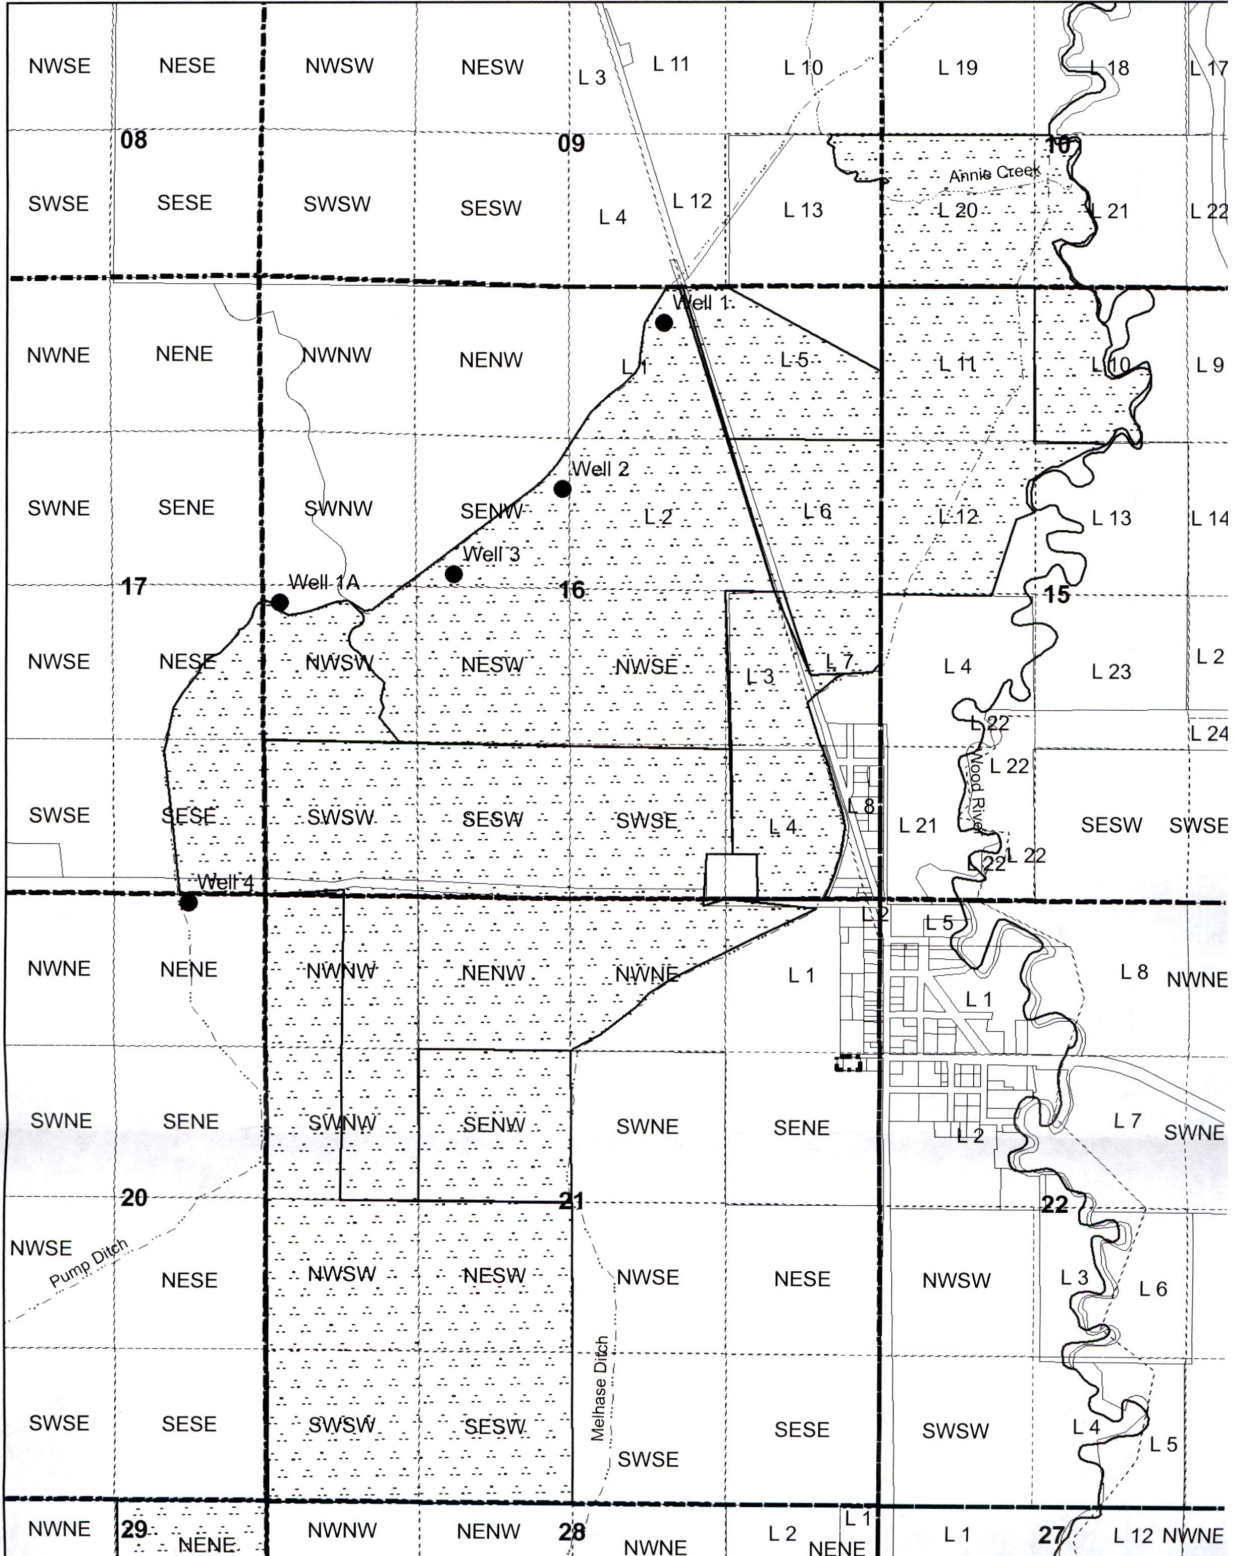 NWSE NESE NWSW NESW L 3 L 11 L 10 L 19 L 18 L 17
08 09 10
Annie Creek
SWSE SESE SWSW SESW L 4 L 12 L 13 L 20 L 21 L 22
Well 1
NWNE NENE NWNW NENW L 1 L 5 L 11 L 10 L 9
Well 2
SWNE SENE SWNW SENW L 2 L 6 L 12 L 13 L 14
Well 3
Well 1A
17 16 15
NWSE NESE NWSW NESW NWSE L 3 L 7 L 4 L 23 L 2
L 22 L 24
L 22
Wood River
SWSE SESE SWSW SESW SWSE L 4 L 8 L 21 SESW SWSE
L 22 L 22
Well 4
L 2 L 5
NWNE NENE NWNW NENW NWNE L 1 L 1 L 8 NWNE
SWNE SENE SWNW SENW SWNE SENE L 2 L 7 SWNE
20 21 22
NWSE NESE NWSW NESW NWSE NESE NWSW L 3 L 6
Pump Ditch
Melhase Ditch
SWSE SESE SWSW SESW SWSE SESE SWSW L 4 L 5
29 28 27
NWNE NENE NWNW NENW NWNE L 2 L 1 NENE L 1 L 12 NWNE